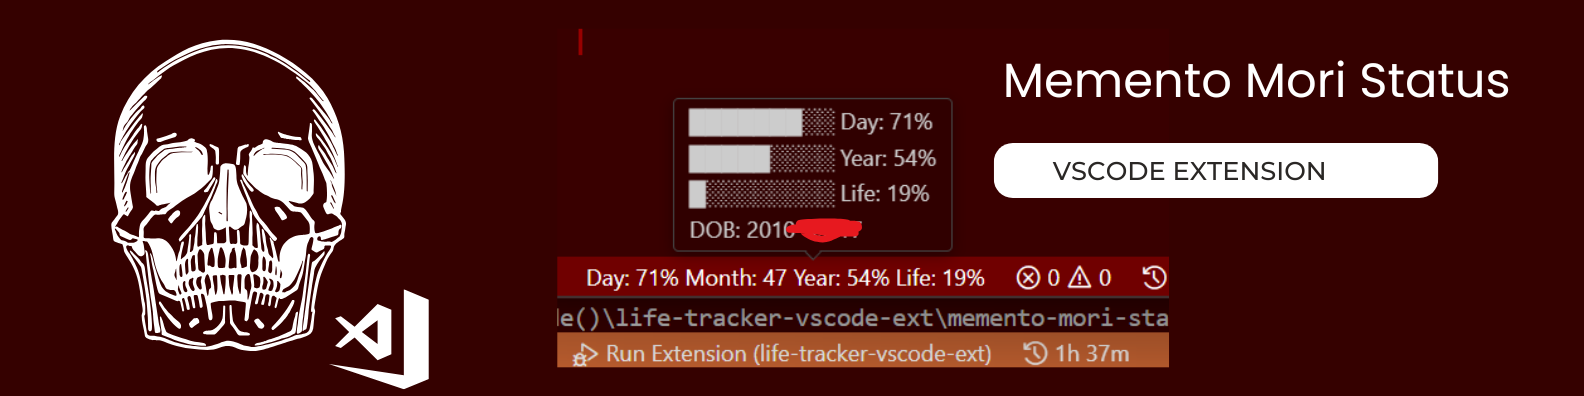 Memento Mori Status
VSCODE EXTENSION
Day: 71%
Year: 54%
Life: 19%
DOB: 2010
Day: 71% Month: 47 Year: 54% Life: 19% 0 0
e()\life-tracker-vscode-ext\memento-mori-sta
Run Extension (life-tracker-vscode-ext) 1h 37m